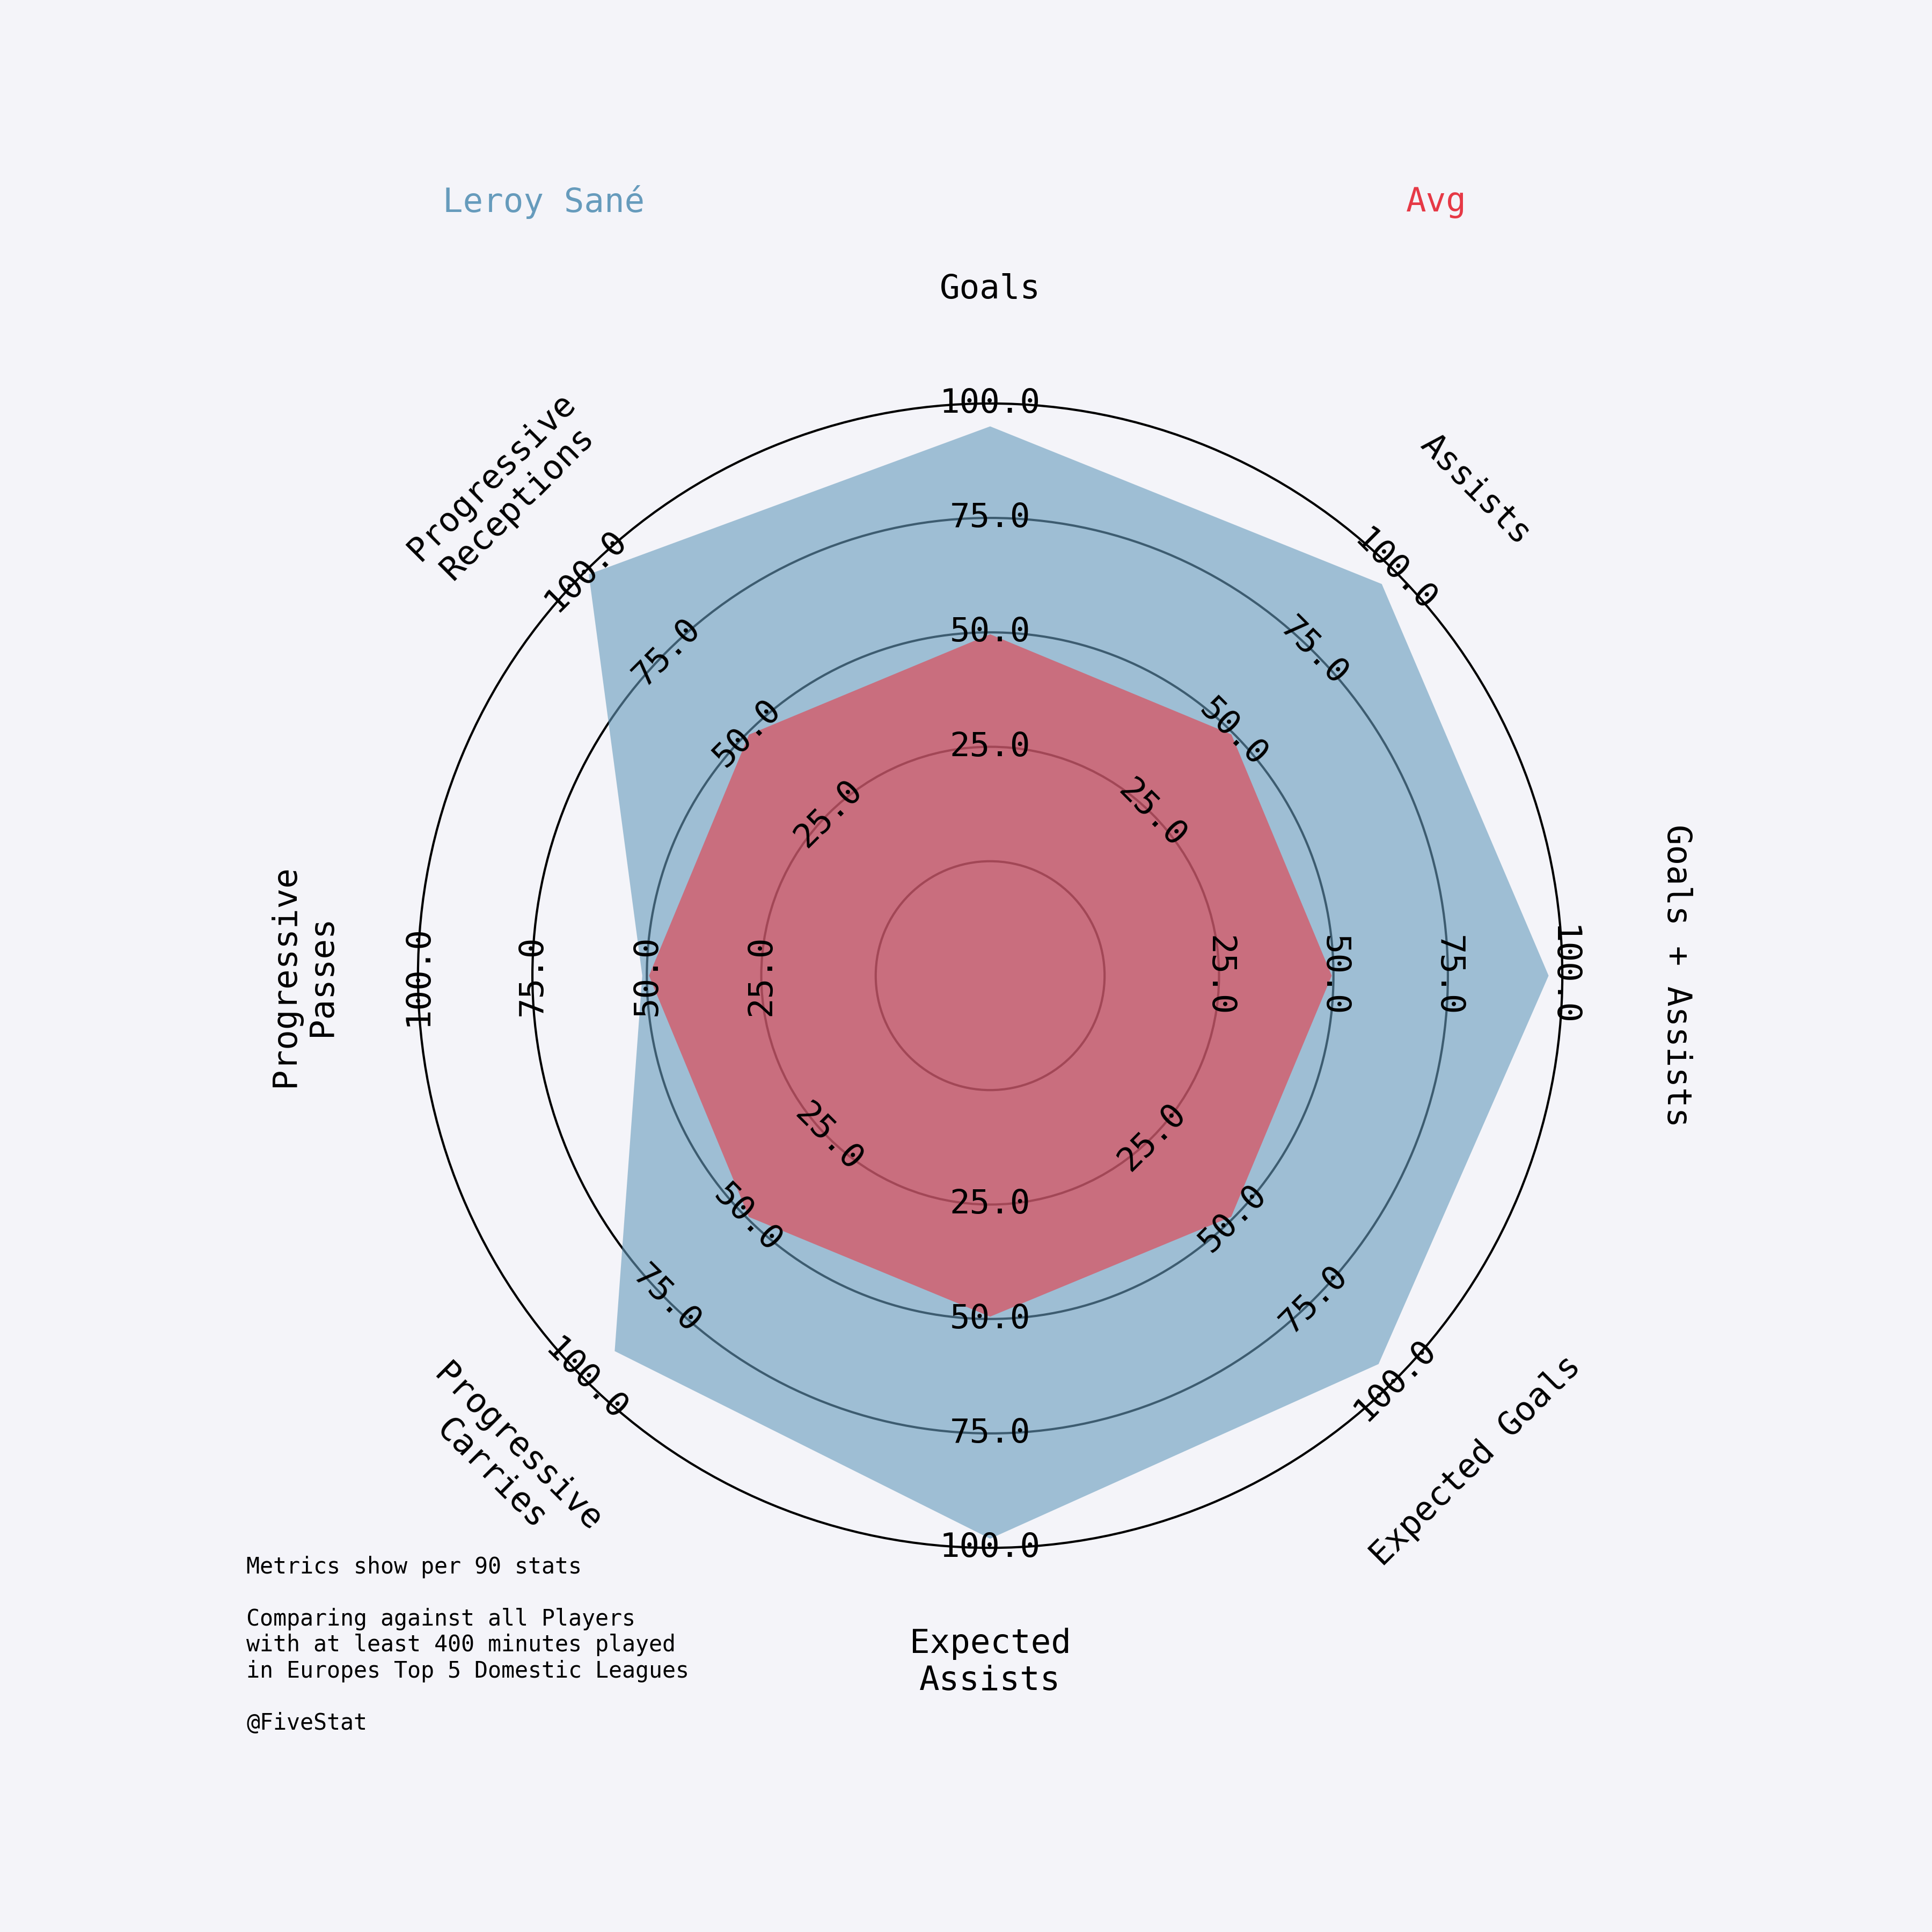 Leroy Sané
Avg
Goals
Assists
Goals + Assists
Expected Goals
Expected
Assists
Progressive
Carries
Progressive
Passes
Progressive
Receptions
25.0
50.0
75.0
100.0
25.0
50.0
75.0
100.0
25.0
50.0
75.0
100.0
25.0
50.0
75.0
100.0
25.0
50.0
75.0
100.0
25.0
50.0
75.0
100.0
25.0
50.0
75.0
100.0
25.0
50.0
75.0
100.0
Metrics show per 90 stats
Comparing against all Players
with at least 400 minutes played
in Europes Top 5 Domestic Leagues
@FiveStat